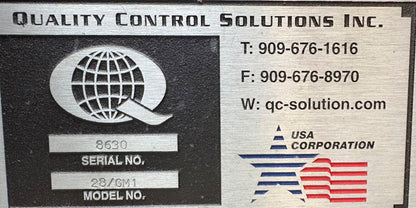 QUALITY CONTROL SOLUTIONS INC.
T: 909-676-1616
F: 909-676-8970
W: qc-solution.com
8630
SERIAL NO.
28/GM1
MODEL NO.
USA
CORPORATION